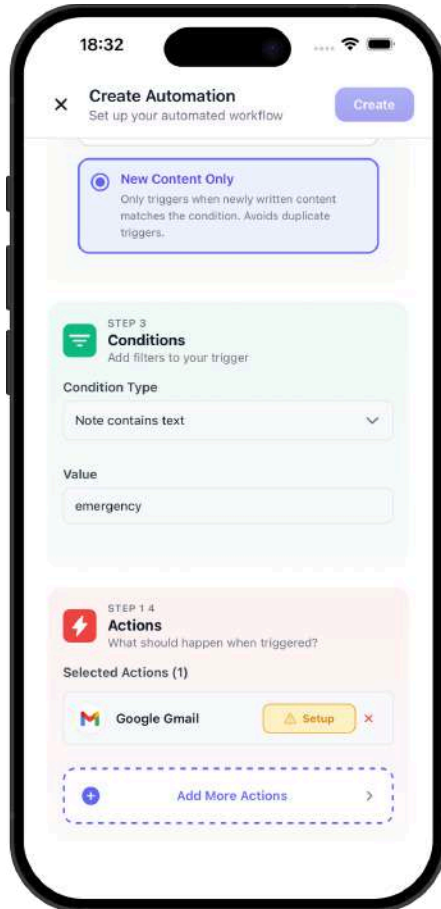 18:32
Create Automation
Set up your automated workflow
Create
New Content Only
Only triggers when newly written content
matches the condition. Avoids duplicate
triggers.
STEP 3
Conditions
Add filters to your trigger
Condition Type
Note contains text
Value
emergency
STEP 1 4
Actions
What should happen when triggered?
Selected Actions (1)
Google Gmail
Setup
Add More Actions